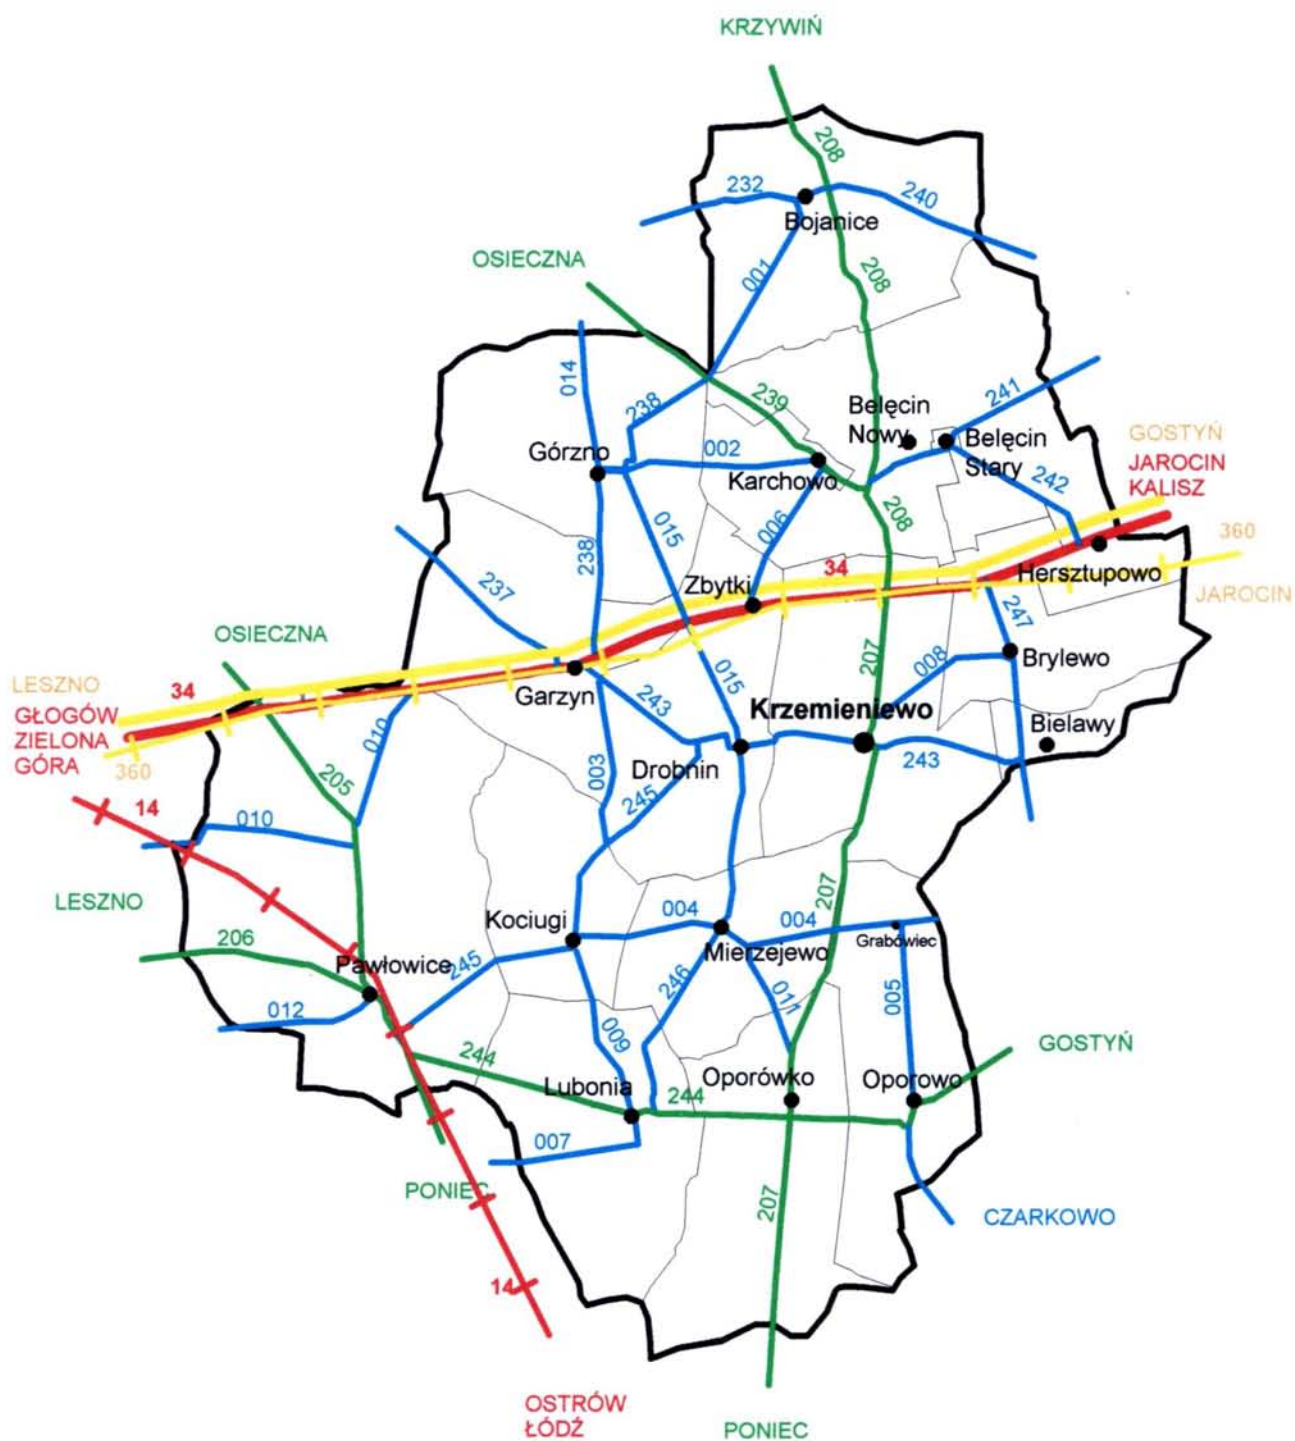 KRZYWIŃ
208
232
240
Bojanice
OSIECZNA
001
208
014
239
238
241
Belęcin
Nowy
Belęcin
Stary
GOSTYŃ
JAROCIN
KALISZ
Górzno
002
Karchowo
242
208
360
015
006
238
34
Zbytki
Hersztupowo
237
JAROCIN
247
OSIECZNA
207
008
Brylewo
LESZNO
34
Garzyn
015
GŁOGÓW
ZIELONA
GÓRA
360
243
Krzemieniewo
Bielawy
010
003
Drobnin
243
205
245
14
010
LESZNO
207
004
004
Kociugi
Grabówiec
206
Mierzejewo
Pawłowice
245
246
011
005
012
009
GOSTYŃ
244
Lubonia
244
Oporówko
Oporowo
007
PONIEC
207
CZARKOWO
14
OSTRÓW
ŁÓDŹ
PONIEC